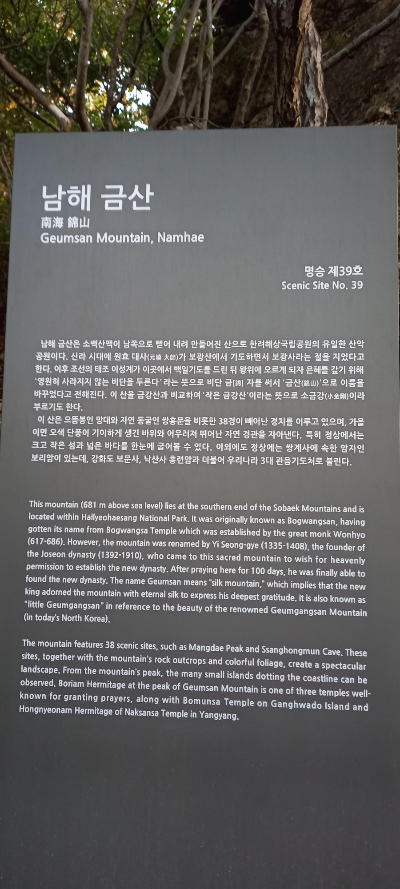 남해 금산
南海 錦山
Geumsan Mountain, Namhae
명승 제39호
Scenic Site No. 39
남해 금산은 소백산맥이 남쪽으로 뻗어 내려 만들어진 산으로 한려해상국립공원의 유일한 산악
공원이다. 신라 시대에 원효 대사(元曉 大師)가 보광산에서 기도하면서 보광사라는 절을 지었다고
한다. 이후 조선의 태조 이성계가 이곳에서 백일기도를 드린 뒤 왕위에 오르게 되자 은혜를 갚기 위해
'영원히 사라지지 않는 비단을 두른다' 라는 뜻으로 비단 금(錦) 자를 써서 '금산(錦山)'으로 이름을
바꾸었다고 전해진다. 이 산을 금강산과 비교하여 '작은 금강산'이라는 뜻으로 소금강(小金剛)이라
부르기도 한다.
이 산은 으뜸봉인 망대와 자연 동굴인 쌍홍문을 비롯한 38경이 빼어난 경치를 이루고 있으며, 가을
이면 오색 단풍이 기이하게 생긴 바위와 어우러져 뛰어난 자연 경관을 자아낸다. 특히 정상에서는
크고 작은 섬과 넓은 바다를 한눈에 굽어볼 수 있다. 이외에도 정상에는 쌍계사에 속한 암자인
보리암이 있는데, 강화도 보문사, 낙산사 홍련암과 더불어 우리나라 3대 관음기도처로 불린다.
This mountain (681 m above sea level) lies at the southern end of the Sobaek Mountains and is
located within Hallyeohaesang National Park. It was originally known as Bogwangsan, having
gotten its name from Bogwangsa Temple which was established by the great monk Wonhyo
(617-686). However, the mountain was renamed by Yi Seong-gye (1335-1408), the founder of
the Joseon dynasty (1392-1910), who came to this sacred mountain to wish for heavenly
permission to establish the new dynasty. After praying here for 100 days, he was finally able to
found the new dynasty. The name Geumsan means "silk mountain," which implies that the new
king adorned the mountain with eternal silk to express his deepest gratitude. It is also known as
"little Geumgangsan" in reference to the beauty of the renowned Geumgangsan Mountain
(in today's North Korea).
The mountain features 38 scenic sites, such as Mangdae Peak and Ssanghongmun Cave. These
sites, together with the mountain's rock outcrops and colorful foliage, create a spectacular
landscape. From the mountain's peak, the many small islands dotting the coastline can be
observed. Boriam Hermitage at the peak of Geumsan Mountain is one of three temples well-
known for granting prayers, along with Bomunsa Temple on Ganghwado Island and
Hongnyeonam Hermitage of Naksansa Temple in Yangyang.